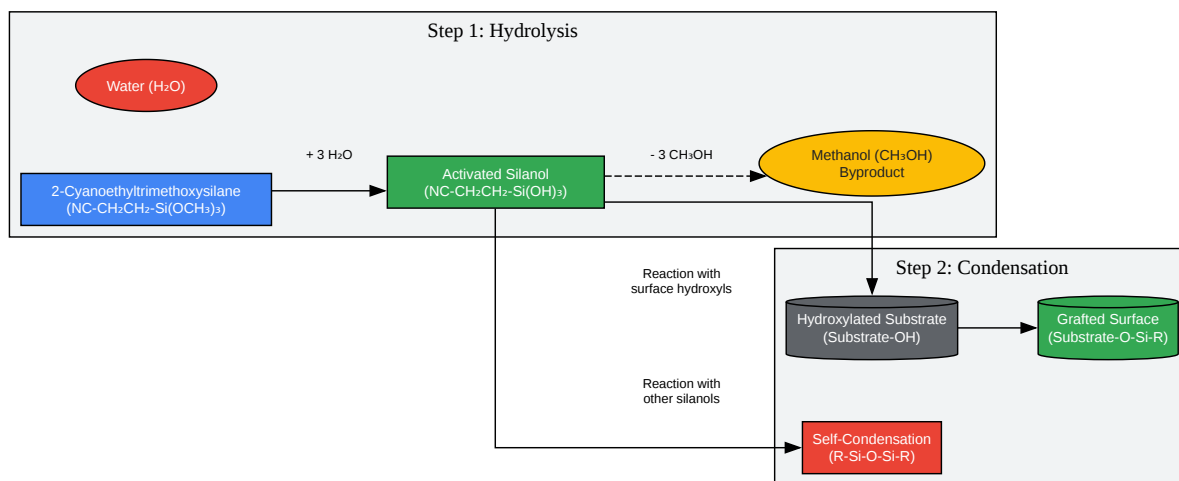 Step 1: Hydrolysis
Water (H₂O)
+ 3 H₂O
- 3 CH₃OH
Methanol (CH₃OH)
Byproduct
Activated Silanol
(NC-CH₂CH₂-Si(OH)₃)
2-Cyanoethyltrimethoxysilane
(NC-CH₂CH₂-Si(OCH₃)₃)
Step 2: Condensation
Reaction with
surface hydroxyls
Hydroxylated Substrate
(Substrate-OH)
Grafted Surface
(Substrate-O-Si-R)
Reaction with
other silanols
Self-Condensation
(R-Si-O-Si-R)